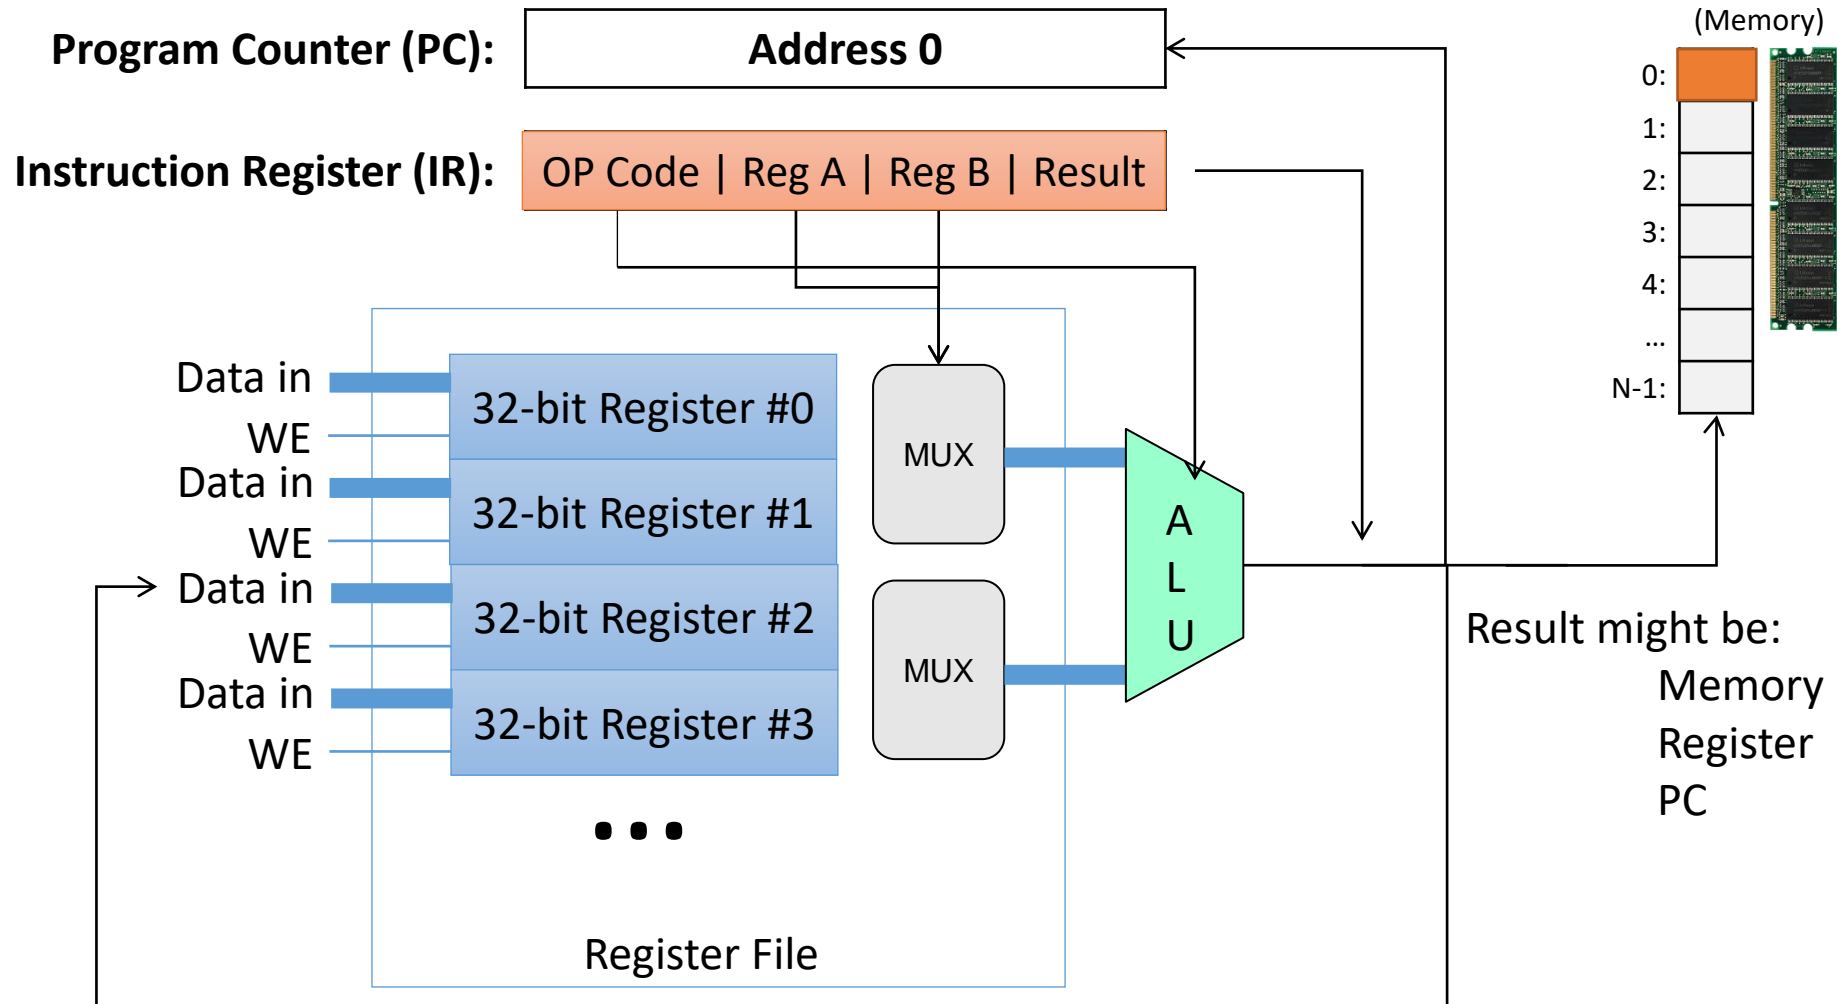 (Memory)
Program Counter (PC):
Address 0
0:
1:
2:
3:
4:
...
N-1:
Instruction Register (IR):
OP Code | Reg A | Reg B | Result
Data in
WE
32-bit Register #0
Data in
WE
32-bit Register #1
Data in
WE
32-bit Register #2
Data in
WE
32-bit Register #3
...
MUX
MUX
A
L
U
Register File
Result might be:
Memory
Register
PC